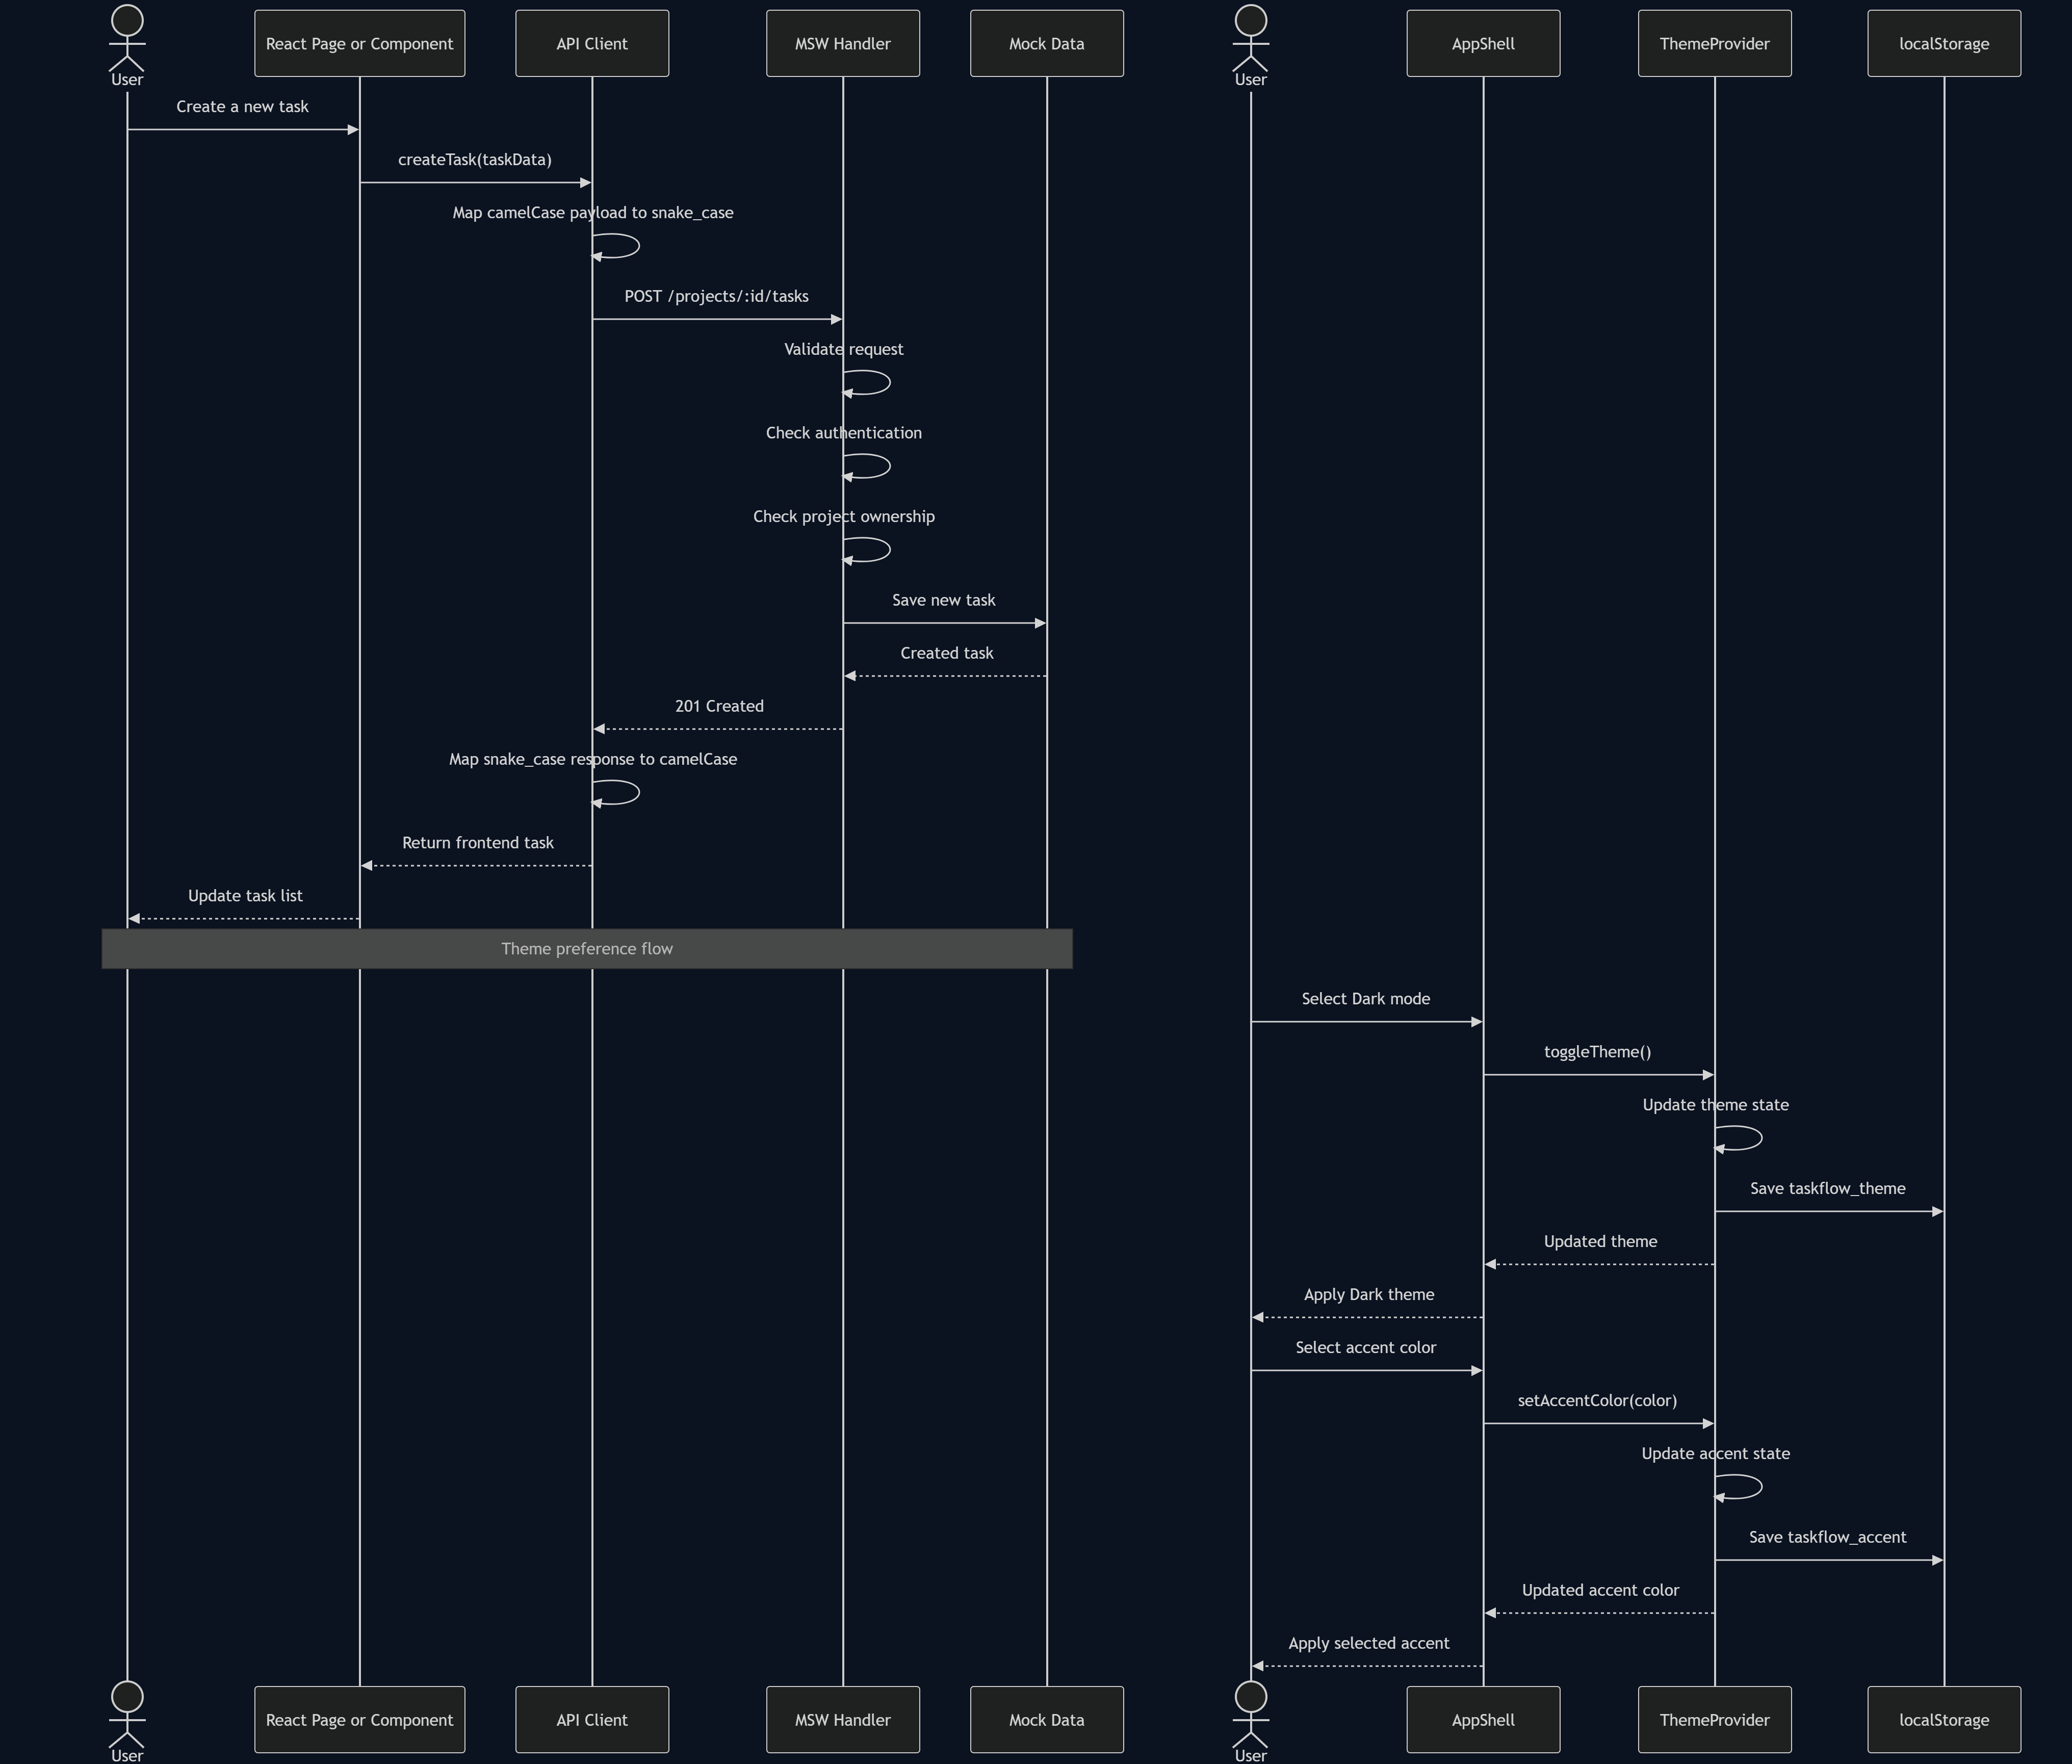 User
React Page or Component
API Client
MSW Handler
Mock Data
User
AppShell
ThemeProvider
localStorage
Create a new task
createTask(taskData)
Map camelCase payload to snake_case
POST /projects/:id/tasks
Validate request
Check authentication
Check project ownership
Save new task
Created task
201 Created
Map snake_case response to camelCase
Return frontend task
Update task list
Theme preference flow
Select Dark mode
toggleTheme()
Update theme state
Save taskflow_theme
Updated theme
Apply Dark theme
Select accent color
setAccentColor(color)
Update accent state
Save taskflow_accent
Updated accent color
Apply selected accent
User
React Page or Component
API Client
MSW Handler
Mock Data
User
AppShell
ThemeProvider
localStorage